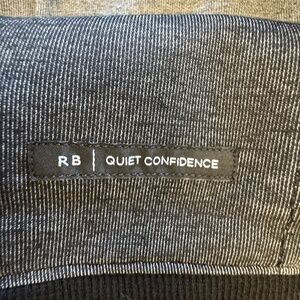 RB | QUIET CONFIDENCE